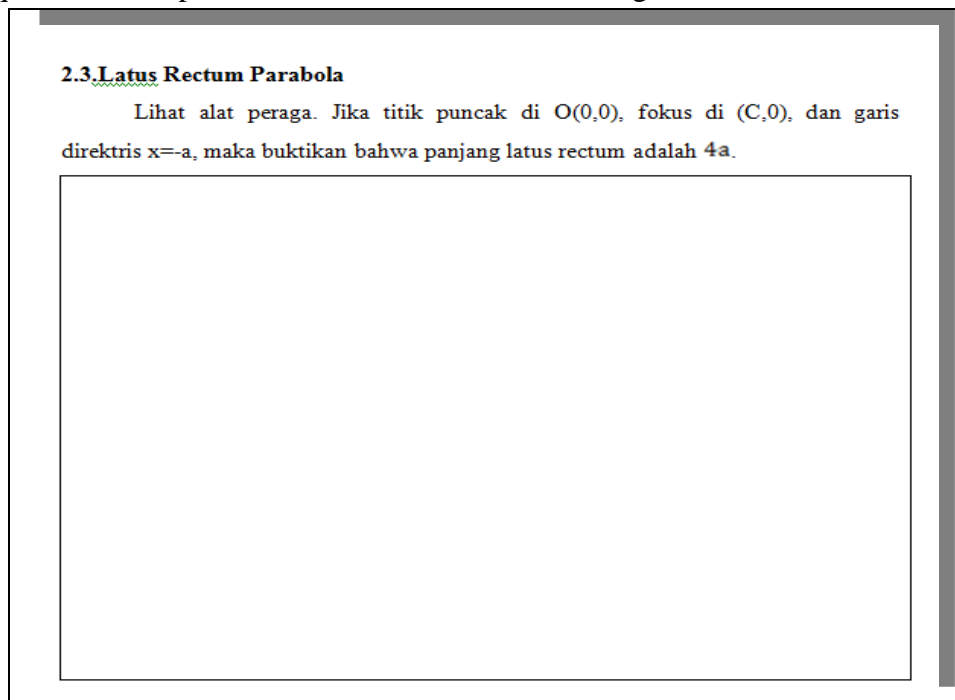 2.3.Latus Rectum Parabola
Lihat alat peraga. Jika titik puncak di O(0,0), fokus di (C,0), dan garis
direktris x=-a, maka buktikan bahwa panjang latus rectum adalah 4a.